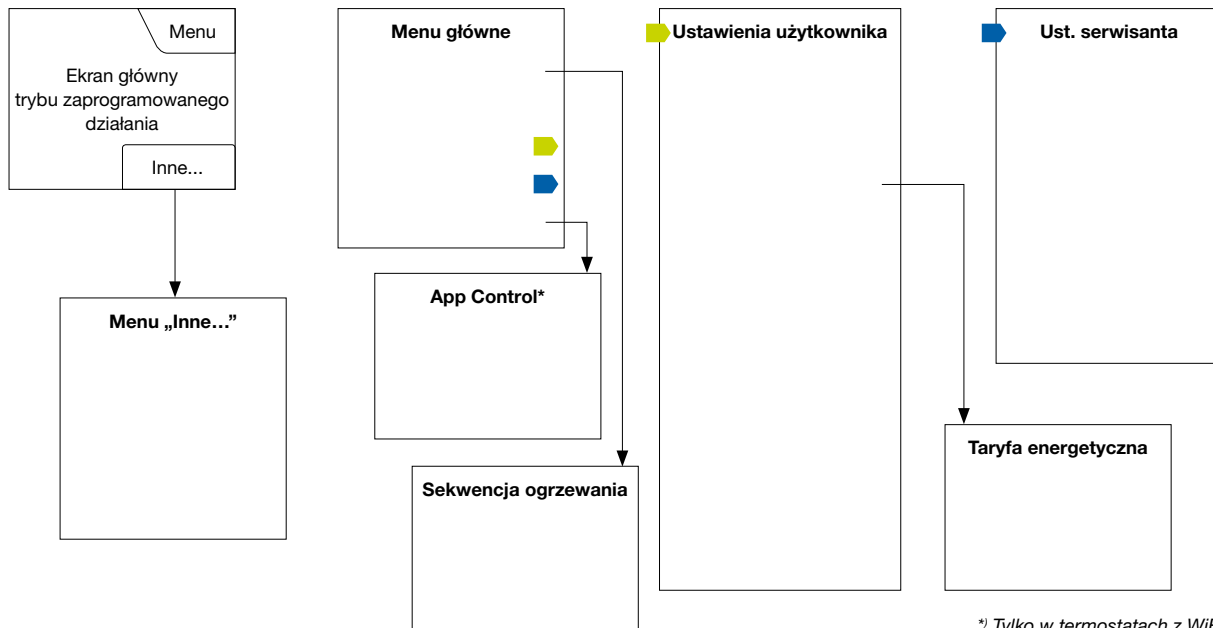 Menu
Ekran główny
trybu zaprogramowanego
działania
Inne...
Menu „Inne...”
Menu główne
App Control*
Sekwencja ogrzewania
Ustawienia użytkownika
Ust. serwisanta
Taryfa energetyczna
*) Tylko w termostatach z